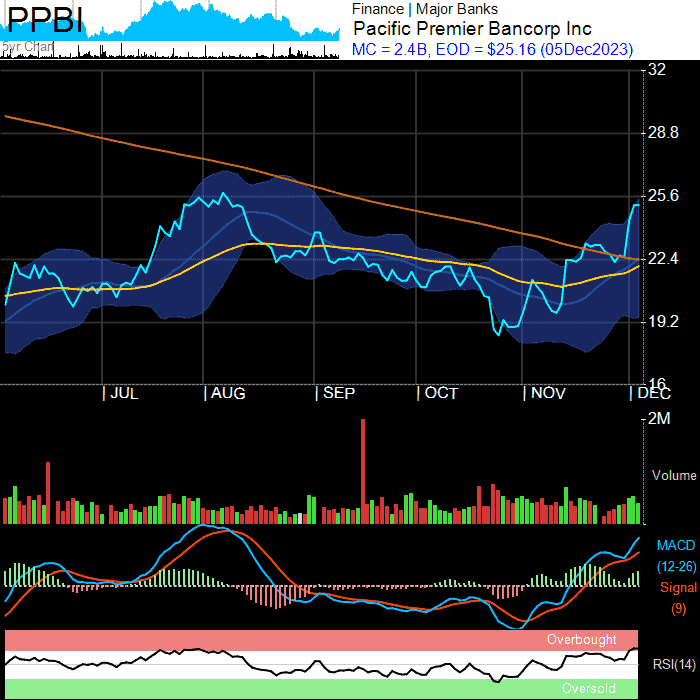 PPBI
5yr Chart
Finance | Major Banks
Pacific Premier Bancorp Inc
MC = 2.4B, EOD = $25.16 (05Dec2023)
32
28.8
25.6
22.4
19.2
16
JUL AUG SEP OCT NOV DEC
2M
Volume
MACD
(12-26)
Signal
(9)
Overbought
RSI(14)
Oversold